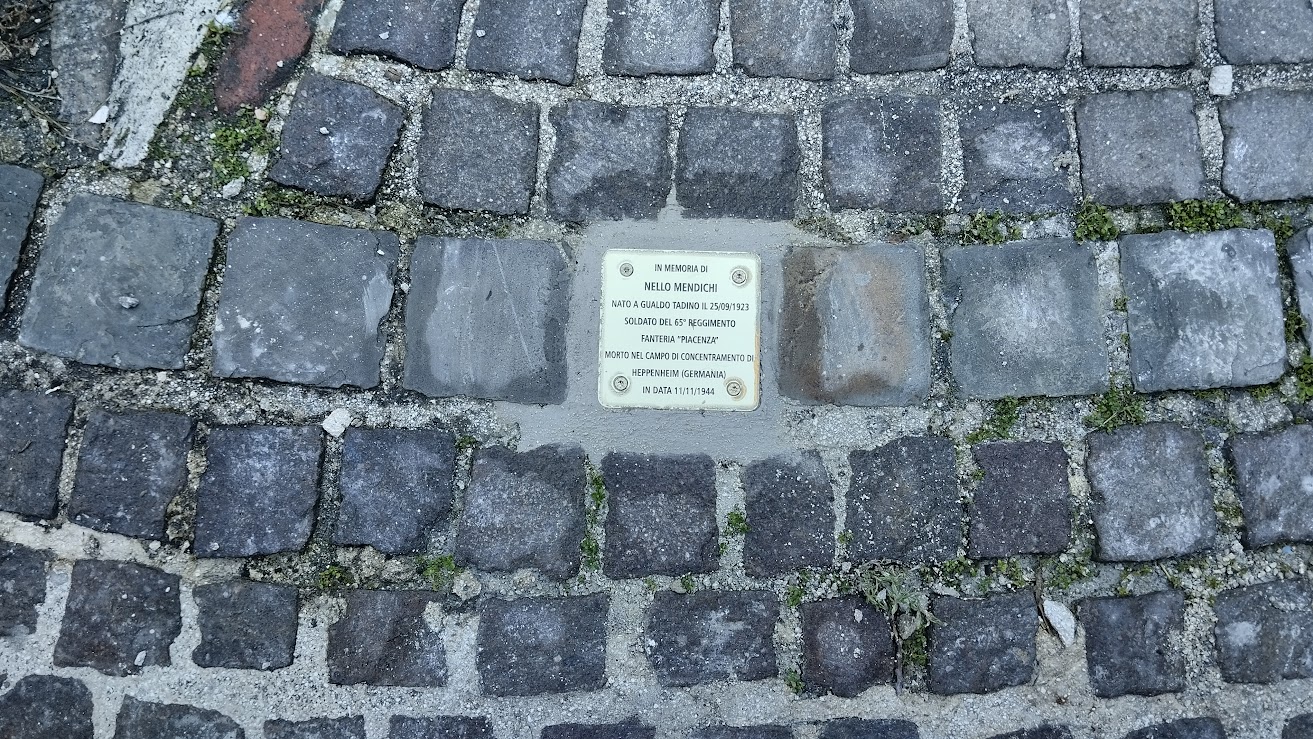 IN MEMORIA DI
NELLO MENDICHI
NATO A GUALDO TADINO IL 25/09/1923
SOLDATO DEL 65° REGGIMENTO
FANTERIA "PIACENZA"
MORTO NEL CAMPO DI CONCENTRAMENTO DI
HEPPENHEIM (GERMANIA)
IN DATA 11/11/1944